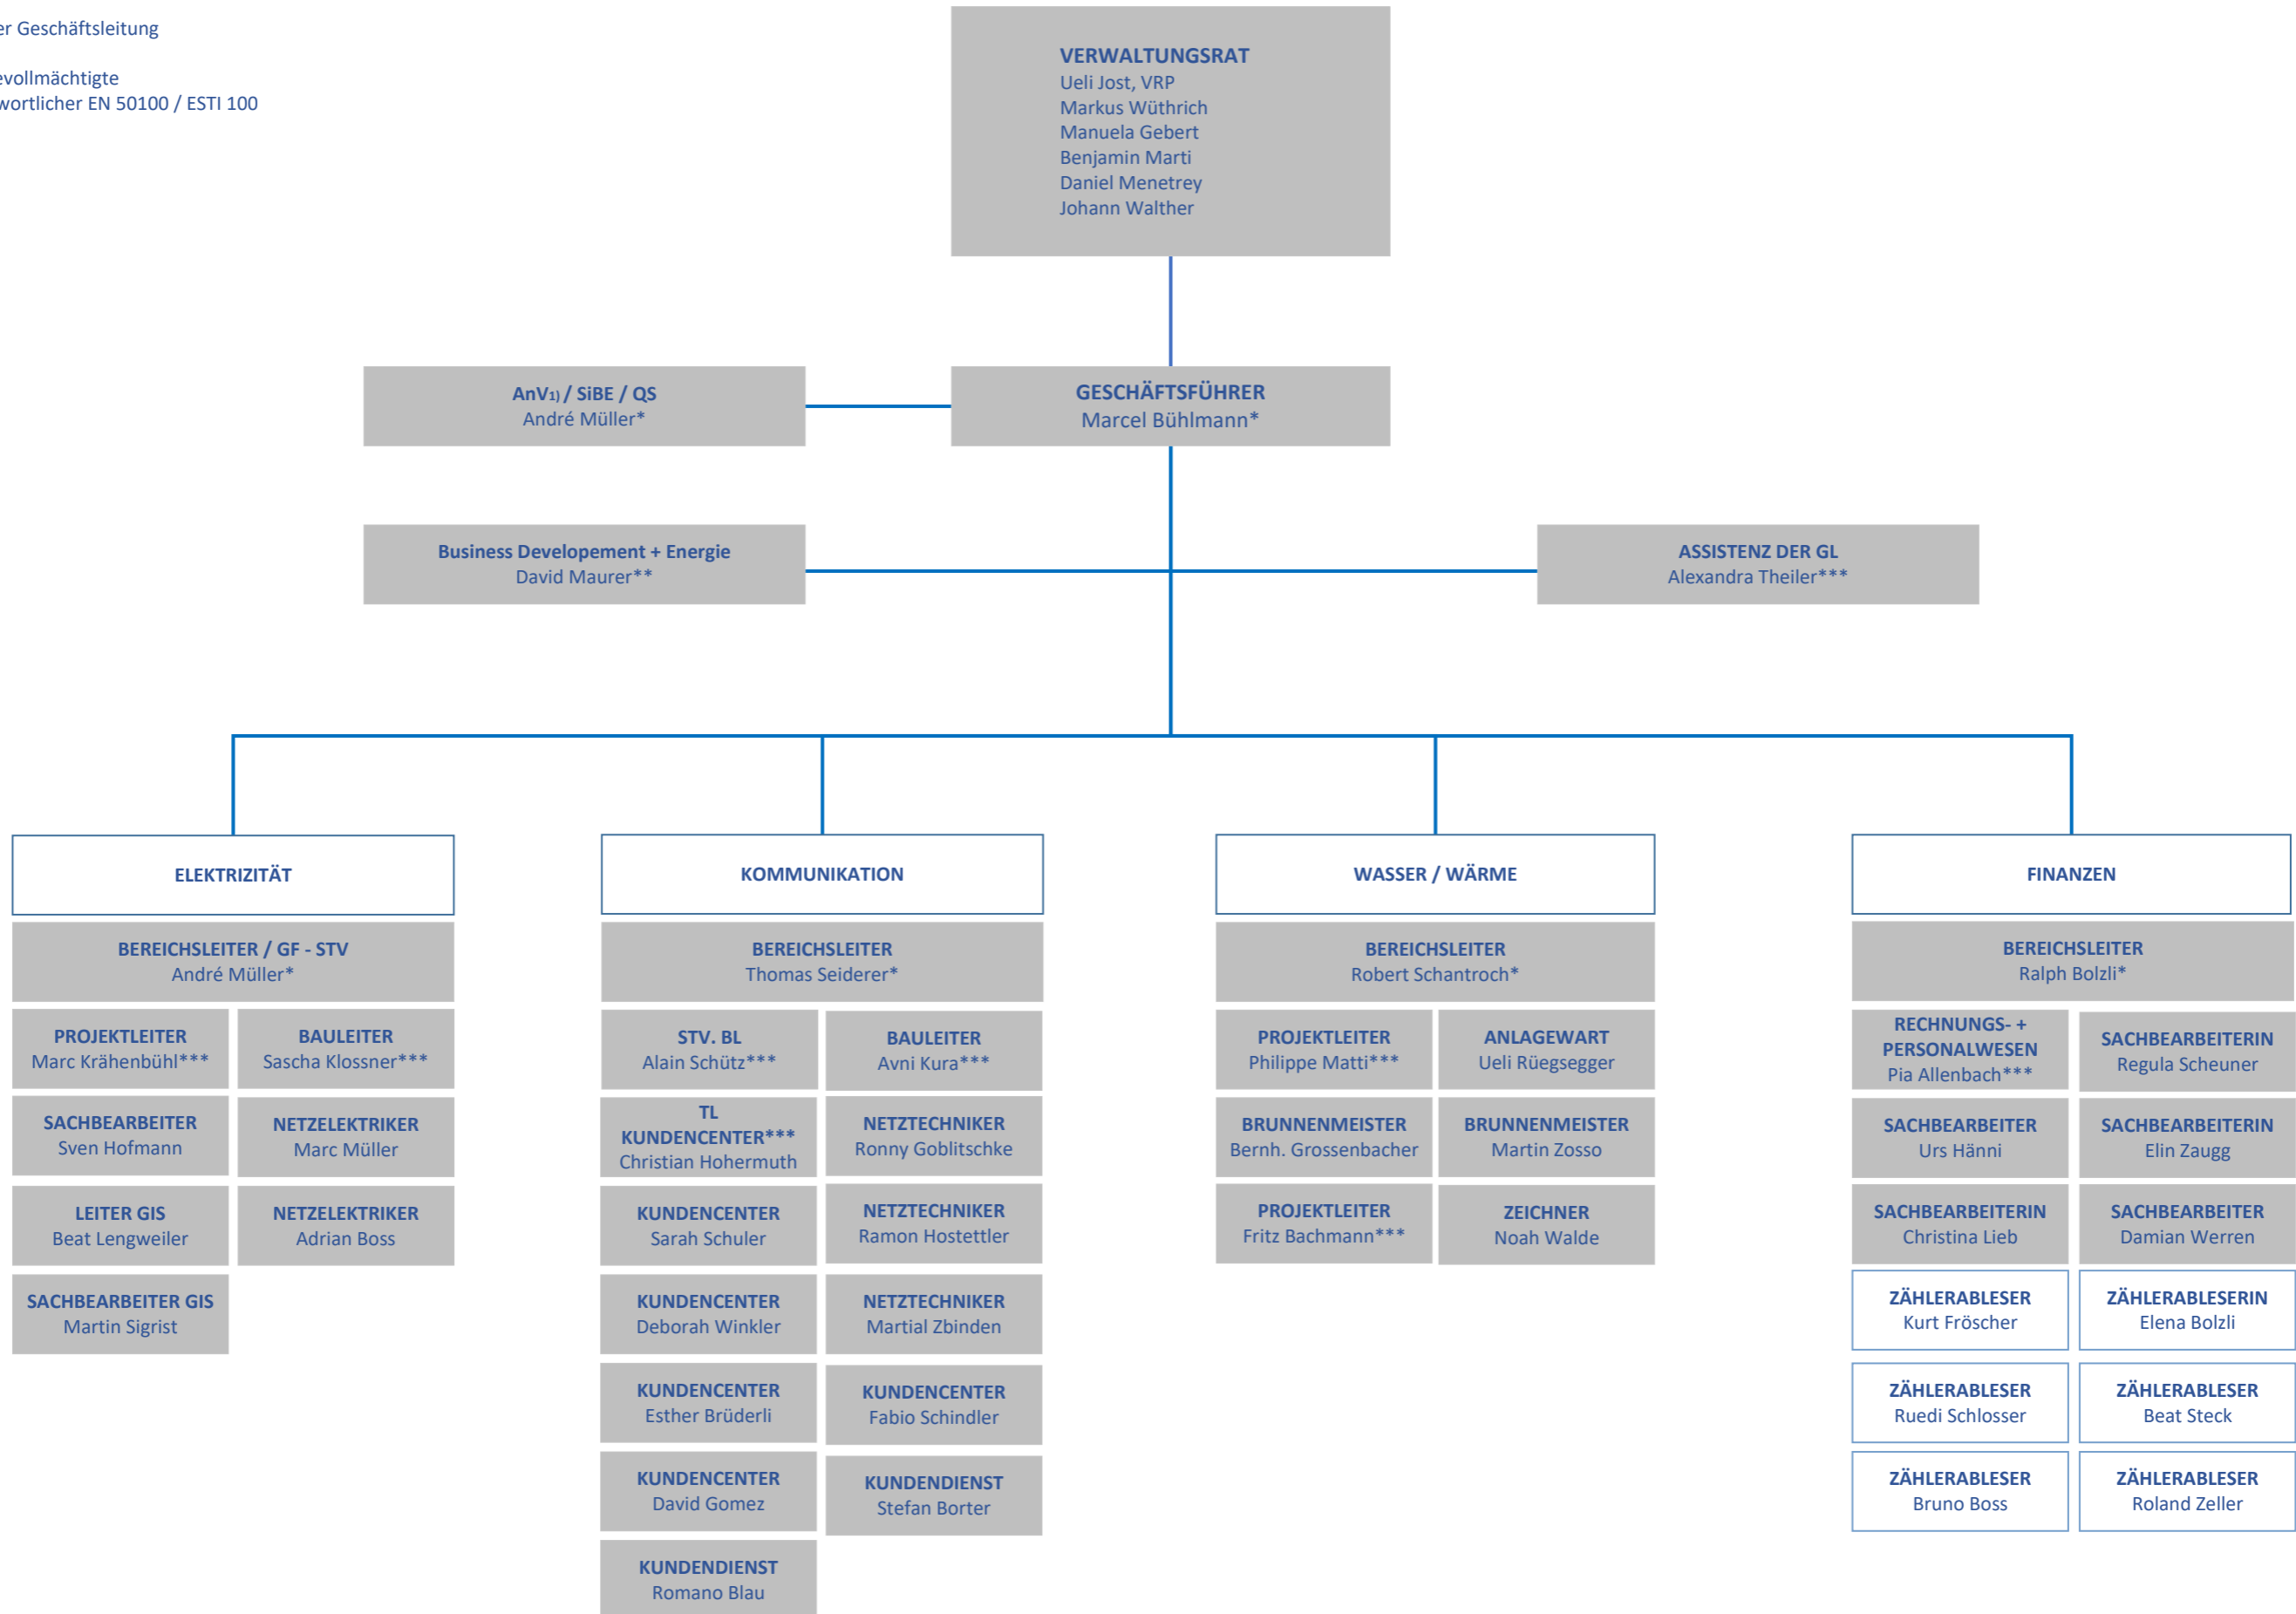 er Geschäftsleitung
evollmächtigte
wortlicher EN 50100 / ESTI 100
VERWALTUNGSRAT
Ueli Jost, VRP
Markus Wüthrich
Manuela Gebert
Benjamin Marti
Daniel Menetrey
Johann Walther
AnV1) / SiBE / QS
André Müller*
GESCHÄFTSFÜHRER
Marcel Bühlmann*
Business Developement + Energie
David Maurer**
ASSISTENZ DER GL
Alexandra Theiler***
ELEKTRIZITÄT
BEREICHSLEITER / GF - STV
André Müller*
PROJEKTLEITER
Marc Krähenbühl***
BAULEITER
Sascha Klossner***
SACHBEARBEITER
Sven Hofmann
NETZELEKTRIKER
Marc Müller
LEITER GIS
Beat Lengweiler
NETZELEKTRIKER
Adrian Boss
SACHBEARBEITER GIS
Martin Sigrist
KOMMUNIKATION
BEREICHSLEITER
Thomas Seiderer*
STV. BL
Alain Schütz***
BAULEITER
Avni Kura***
TL
KUNDENCENTER***
Christian Hohermuth
NETZTECHNIKER
Ronny Goblitschke
KUNDENCENTER
Sarah Schuler
NETZTECHNIKER
Ramon Hostettler
KUNDENCENTER
Deborah Winkler
NETZTECHNIKER
Martial Zbinden
KUNDENCENTER
Esther Brüderli
KUNDENCENTER
Fabio Schindler
KUNDENCENTER
David Gomez
KUNDENDIENST
Stefan Borter
KUNDENDIENST
Romano Blau
WASSER / WÄRME
BEREICHSLEITER
Robert Schantroch*
PROJEKTLEITER
Philippe Matti***
ANLAGEWART
Ueli Rüegsegger
BRUNNENMEISTER
Bernh. Grossenbacher
BRUNNENMEISTER
Martin Zosso
PROJEKTLEITER
Fritz Bachmann***
ZEICHNER
Noah Walde
FINANZEN
BEREICHSLEITER
Ralph Bolzli*
RECHNUNGS- +
PERSONALWESEN
Pia Allenbach***
SACHBEARBEITERIN
Regula Scheuner
SACHBEARBEITER
Urs Hänni
SACHBEARBEITERIN
Elin Zaugg
SACHBEARBEITERIN
Christina Lieb
SACHBEARBEITER
Damian Werren
ZÄHLERABLESER
Kurt Fröscher
ZÄHLERABLESERIN
Elena Bolzli
ZÄHLERABLESER
Ruedi Schlosser
ZÄHLERABLESER
Beat Steck
ZÄHLERABLESER
Bruno Boss
ZÄHLERABLESER
Roland Zeller